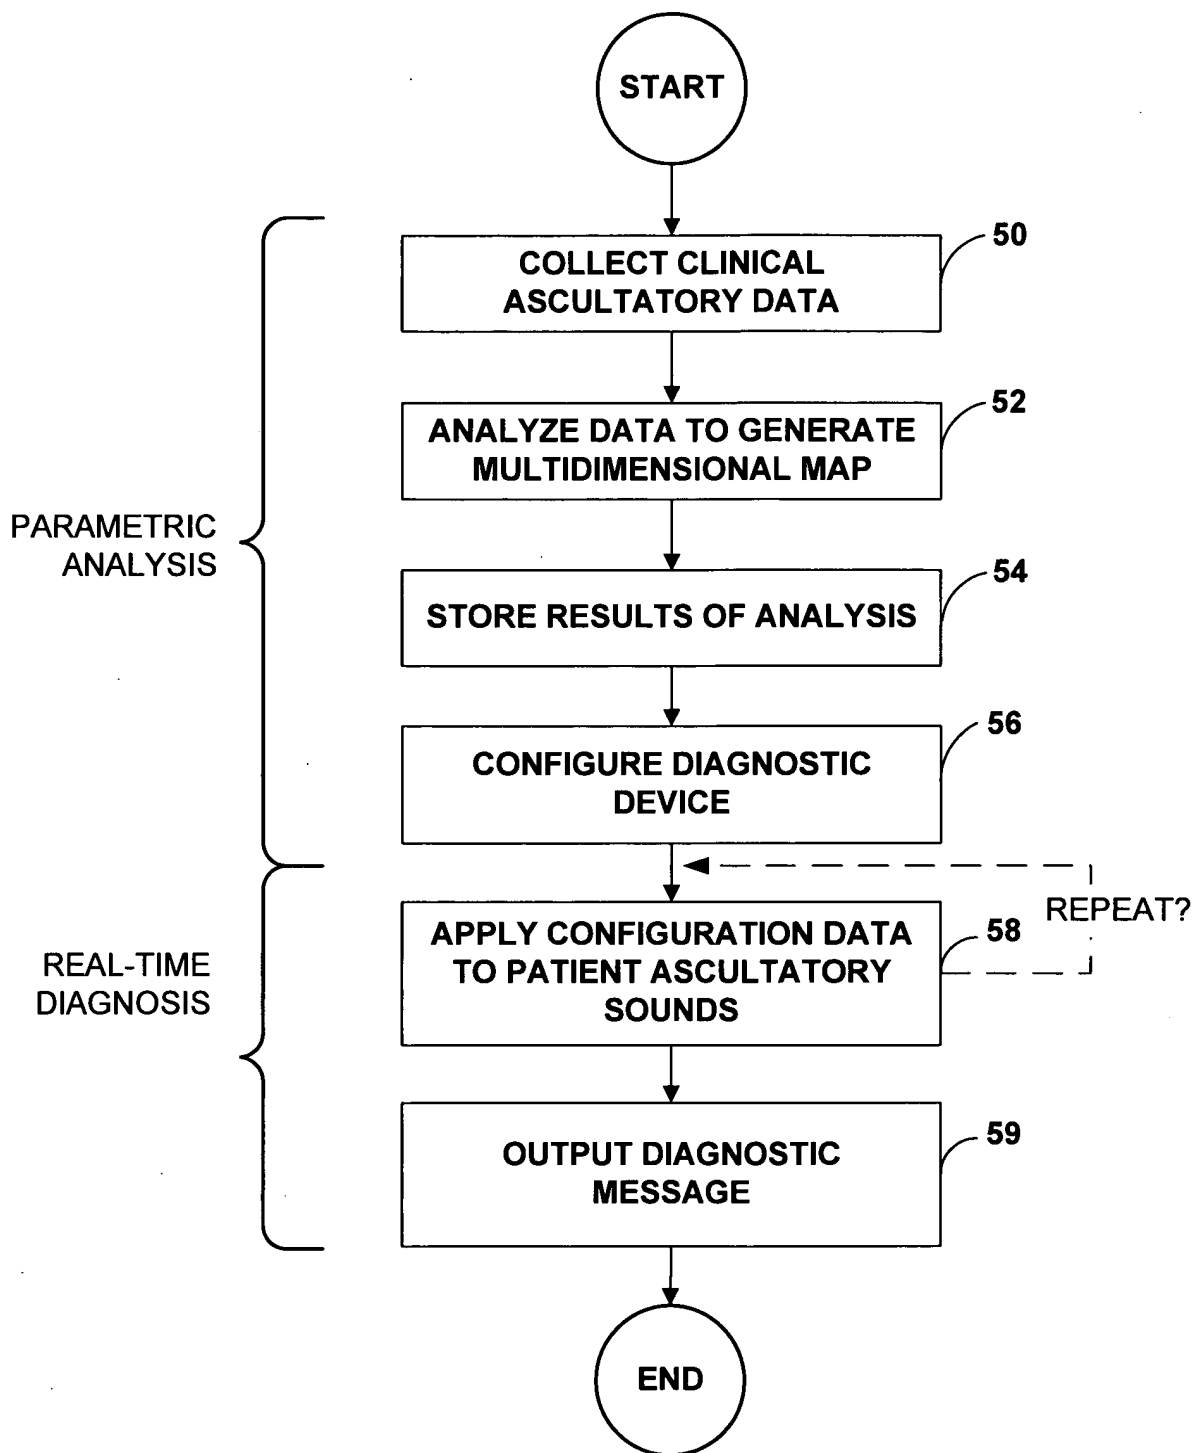 START
50
COLLECT CLINICAL
ASCULTATORY DATA
52
ANALYZE DATA TO GENERATE
MULTIDIMENSIONAL MAP
PARAMETRIC
ANALYSIS
54
STORE RESULTS OF ANALYSIS
56
CONFIGURE DIAGNOSTIC
DEVICE
REPEAT?
REAL-TIME
DIAGNOSIS
58
APPLY CONFIGURATION DATA
TO PATIENT ASCULTATORY
SOUNDS
59
OUTPUT DIAGNOSTIC
MESSAGE
END